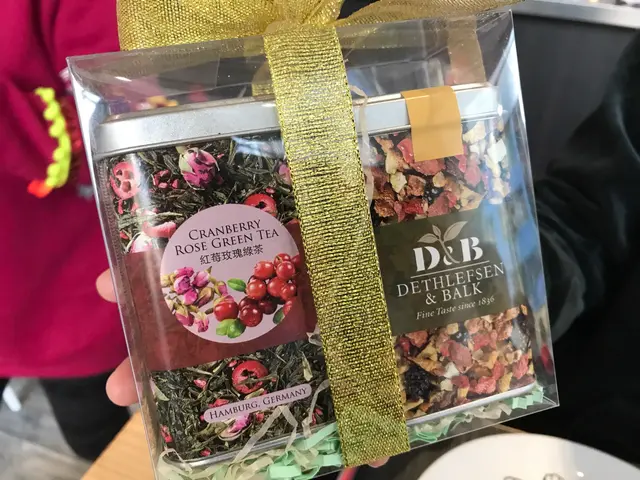 CRANBERRY
ROSE GREEN TEA
紅莓玫瑰綠茶
HAMBURG, GERMANY
D&B
DETHLEFSEN
& BALK
Fine Taste since 1836